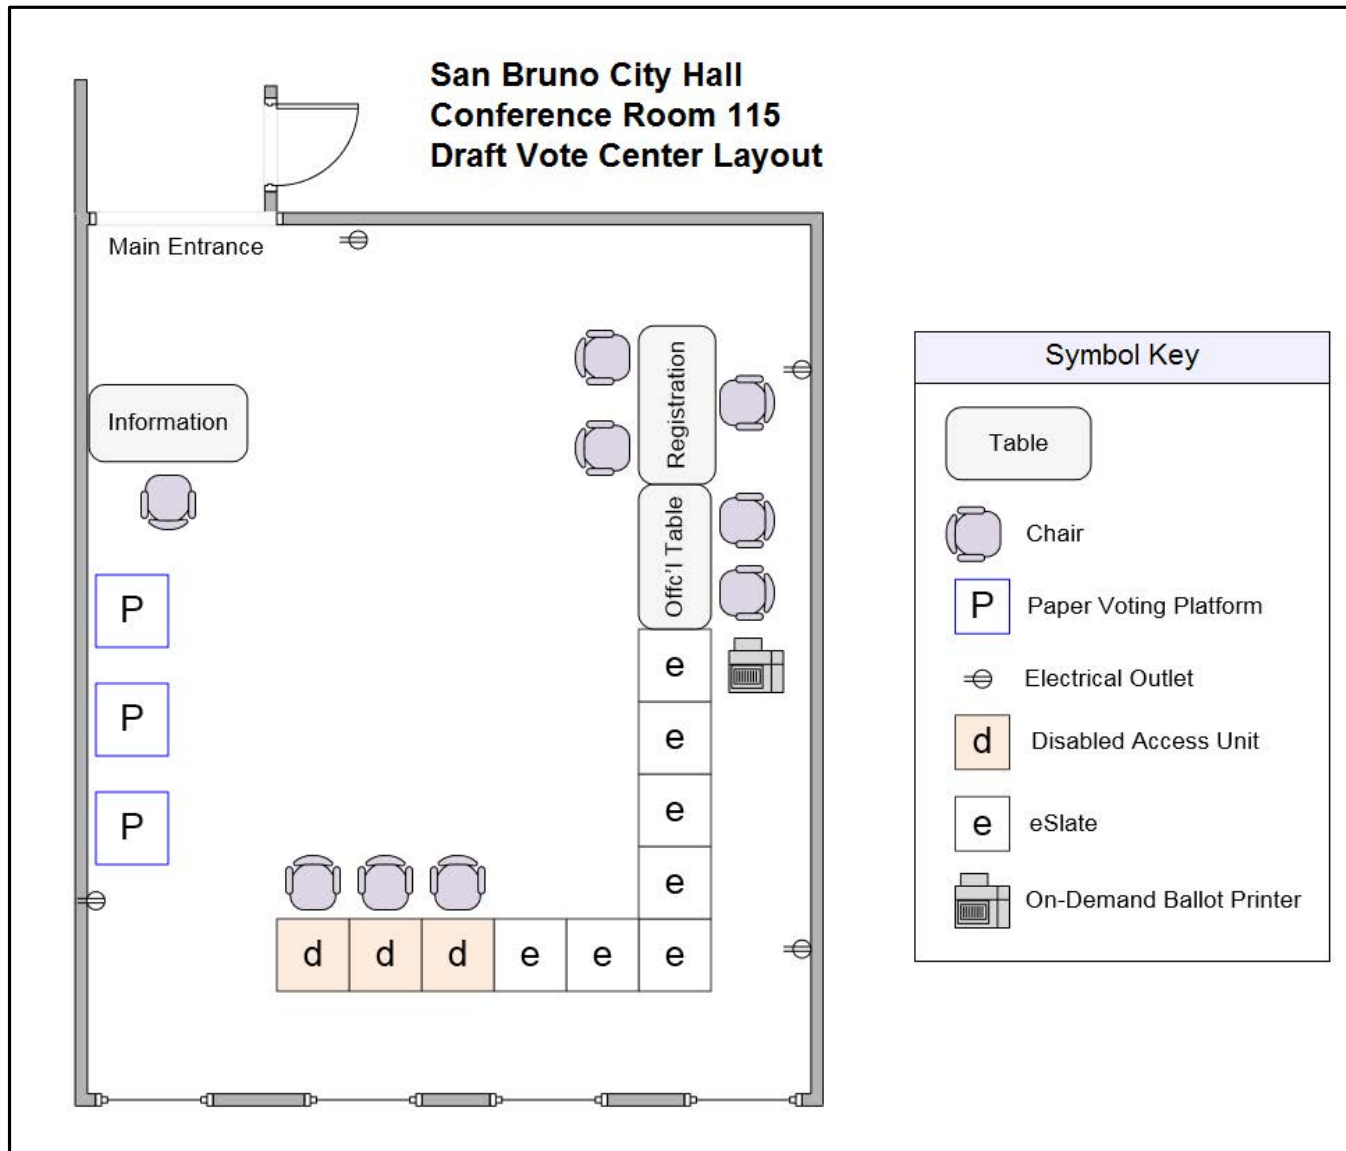 San Bruno City Hall
Conference Room 115
Draft Vote Center Layout
Main Entrance
Information
Registration
Offc'l Table
P
P
P
e
e
e
e
d
d
d
e
e
e
Symbol Key
Table
Chair
P
Paper Voting Platform
Electrical Outlet
d
Disabled Access Unit
e
eSlate
On-Demand Ballot Printer